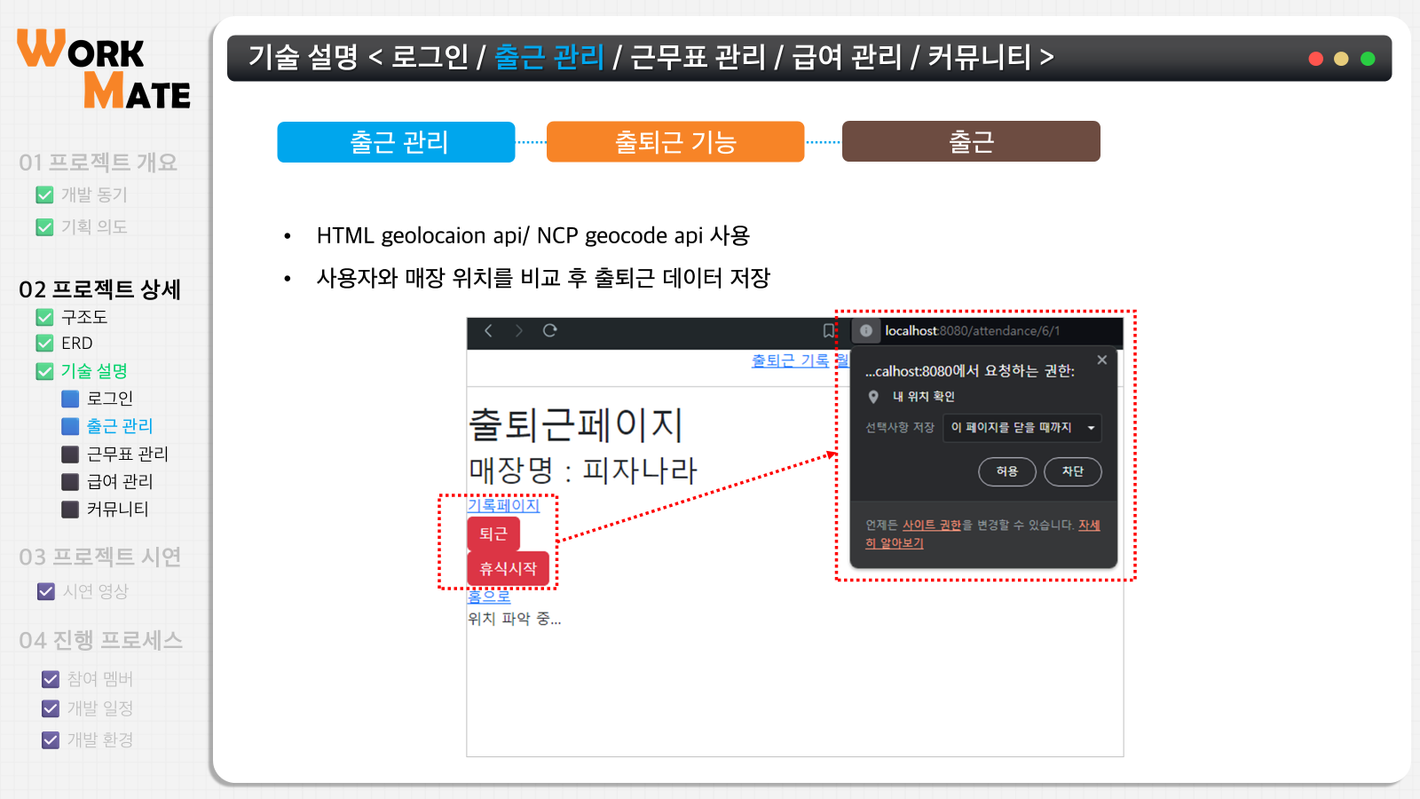 WORK
MATE
01 프로젝트 개요
개발 동기
기획 의도
02 프로젝트 상세
구조도
ERD
기술 설명
로그인
출근 관리
근무표 관리
급여 관리
커뮤니티
03 프로젝트 시연
시연 영상
04 진행 프로세스
참여 멤버
개발 일정
개발 환경
기술 설명 < 로그인 / 출근 관리 / 근무표 관리 / 급여 관리 / 커뮤니티 >
출근 관리
출퇴근 기능
출근
• HTML geolocaion api/ NCP geocode api 사용
• 사용자와 매장 위치를 비교 후 출퇴근 데이터 저장
localhost:8080/attendance/6/1
출퇴근 기록 월
출퇴근페이지
매장명 : 피자나라
기록페이지
퇴근
휴식시작
홈으로
위치 파악 중...
...calhost:8080에서 요청하는 권한:
내 위치 확인
선택사항 저장 이 페이지를 닫을 때까지
허용 차단
언제든 사이트 권한을 변경할 수 있습니다. 자세
히 알아보기